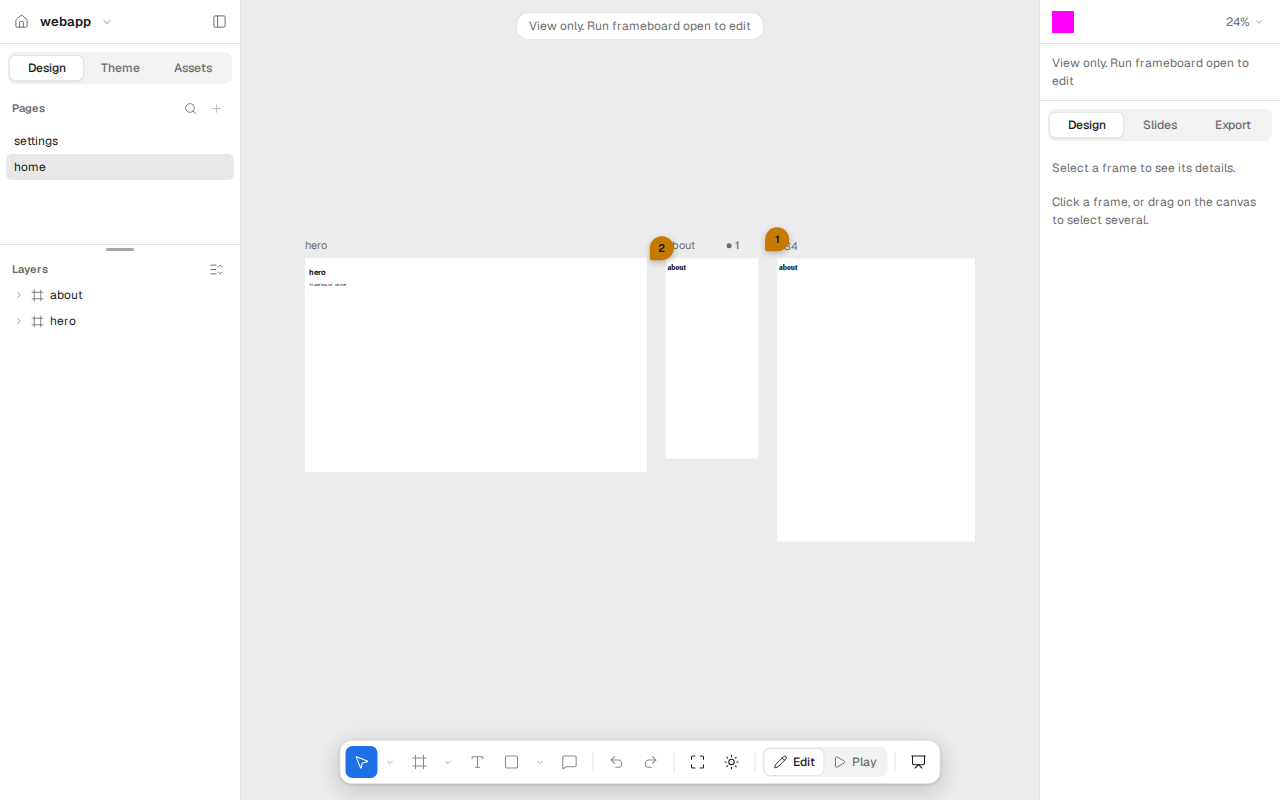 webapp
View only. Run frameboard open to edit
24%
Design
Theme
Assets
View only. Run frameboard open to
edit
Pages
Design
Slides
Export
settings
home
Select a frame to see its details.
Click a frame, or drag on the canvas
to select several.
hero
2
bout
1
1
34
Layers
hero
about
about
about
hero
Edit
Play